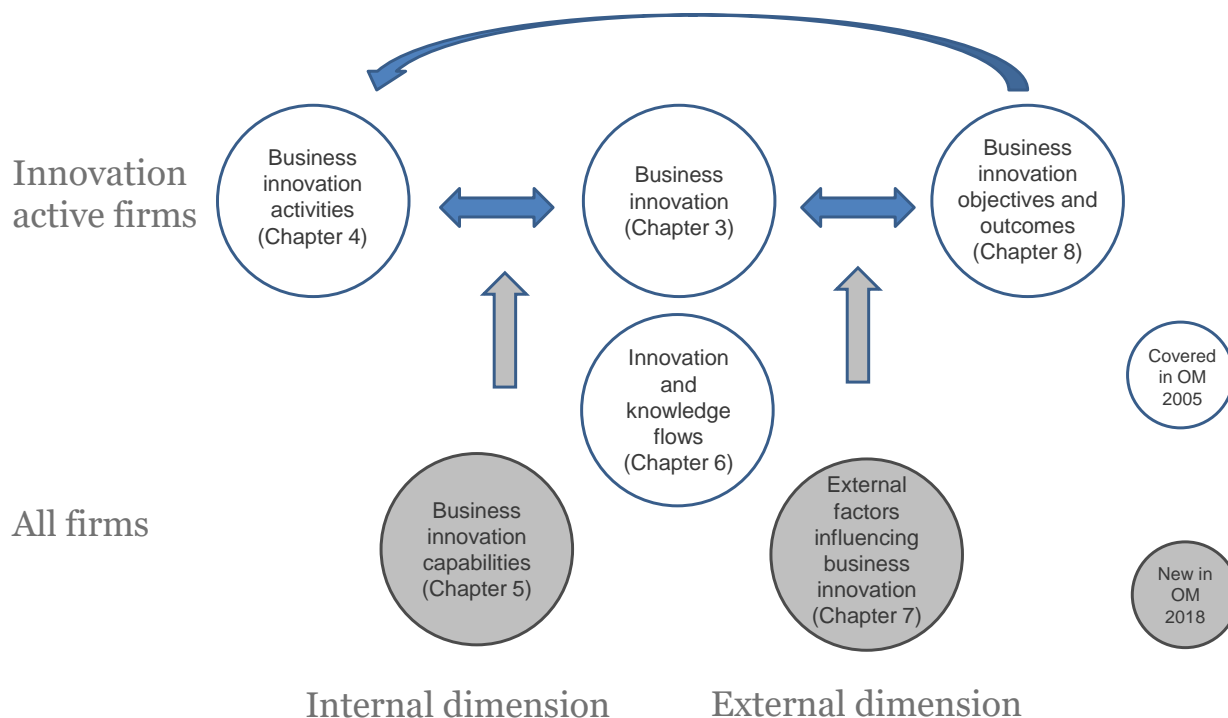 Innovation
active firms
Business
innovation
activities
(Chapter 4)
Business
innovation
(Chapter 3)
Business
innovation
objectives and
outcomes
(Chapter 8)
Innovation
and
knowledge
flows
(Chapter 6)
Covered
in OM
2005
All firms
Business
innovation
capabilities
(Chapter 5)
External
factors
influencing
business
innovation
(Chapter 7)
New in
OM
2018
Internal dimension
External dimension